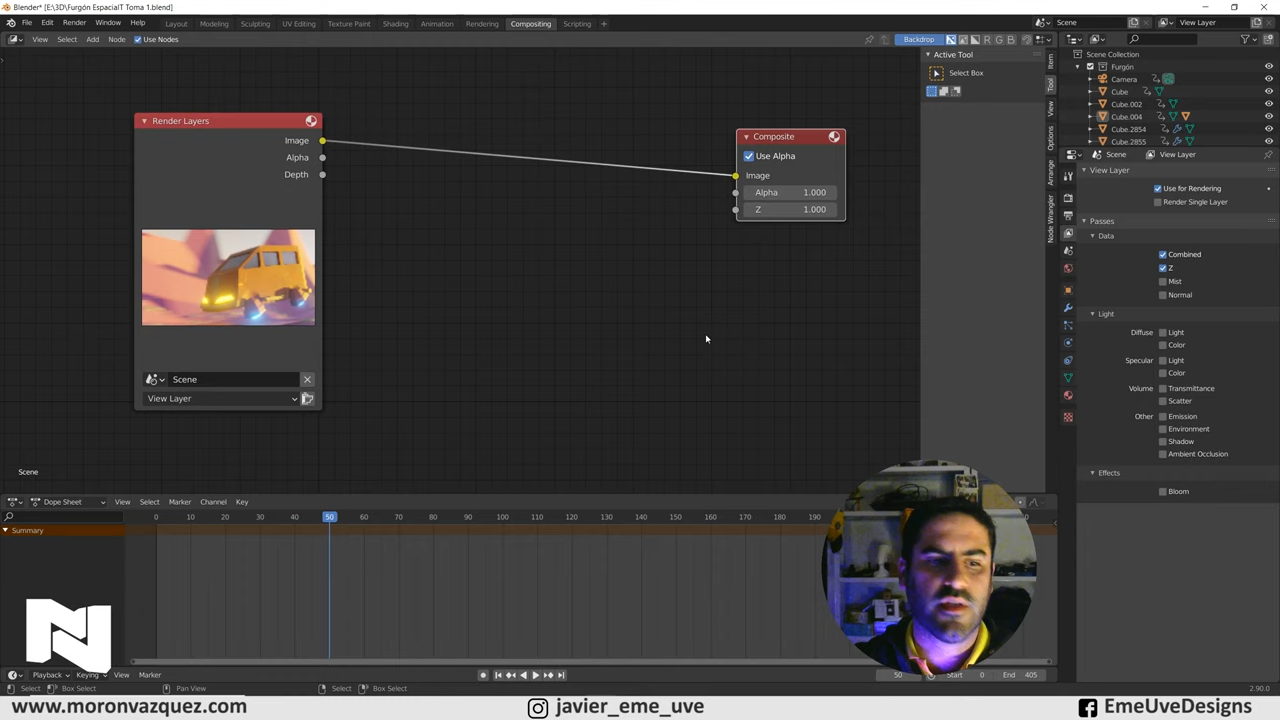 Blender* [E:\3D\Furgón EspacialT Toma 1.blend]
File Edit Render Window Help Layout Modeling Sculpting UV Editing Texture Paint Shading Animation Rendering Compositing Scripting + Scene View Layer
View Select Add Node Use Nodes Backdrop R G B
Render Layers
Image
Alpha
Depth
Scene
View Layer
Composite
Use Alpha
Image
Alpha 1.000
Z 1.000
Scene
Active Tool
Select Box
Item
Tool
View
Options
Arrange
Node Wrangler
Scene Collection
Furgón
Camera
Cube
Cube.002
Cube.004
Cube.2854
Cube.2855
Scene View Layer
View Layer
Use for Rendering
Render Single Layer
Passes
Data
Combined
Z
Mist
Normal
Light
Diffuse Light
Color
Specular Light
Color
Volume Transmittance
Scatter
Other Emission
Environment
Shadow
Ambient Occlusion
Effects
Bloom
Dope Sheet View Select Marker Channel Key
0 10 20 30 40 50 60 70 80 90 100 110 120 130 140 150 160 170 180 190
Summary
N
Playback Keying View Marker 50 Start 0 End 405
Select Box Select Pan View Select Box Select 2.90.0
www.moronvazquez.com javier_eme_uve EmeUveDesigns